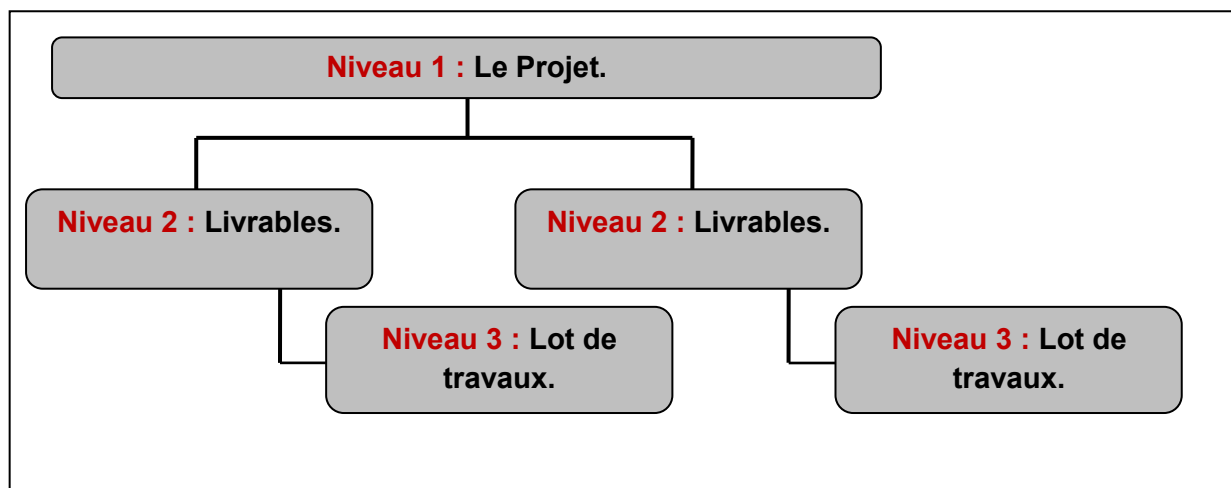 Niveau 1 : Le Projet.
Niveau 2 : Livrables.
Niveau 2 : Livrables.
Niveau 3 : Lot de
travaux.
Niveau 3 : Lot de
travaux.